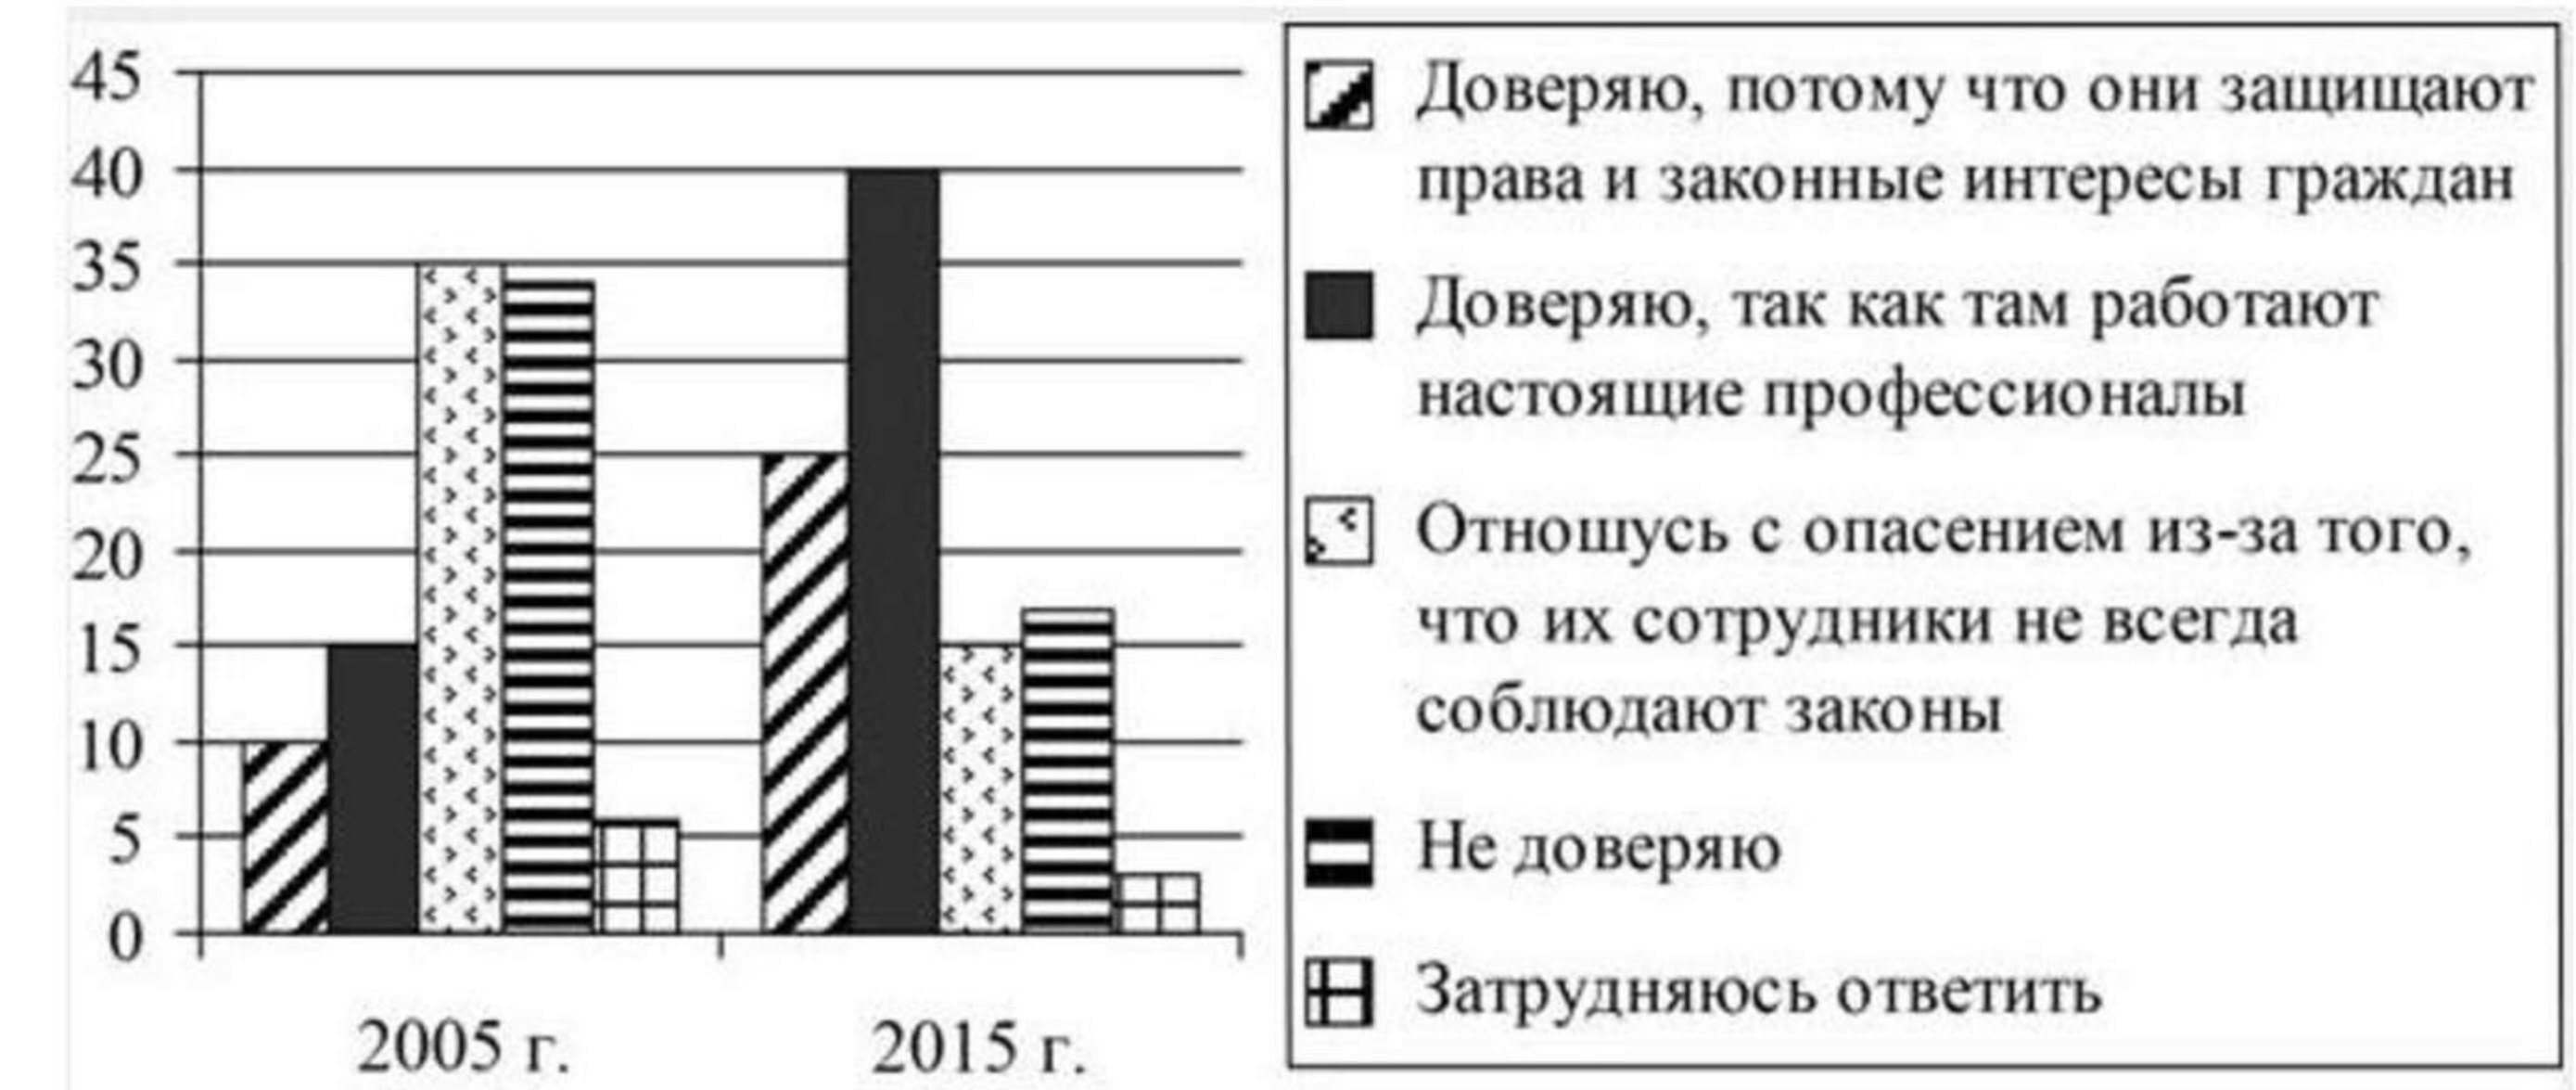 45
40
35
30
25
20
15
10
5
0
2005 г.
2015 г.
Доверяю, потому что они защищают
права и законные интересы граждан
Доверяю, так как там работают
настоящие профессионалы
Отношусь с опасением из-за того,
что их сотрудники не всегда
соблюдают законы
Не доверяю
Затрудняюсь ответить